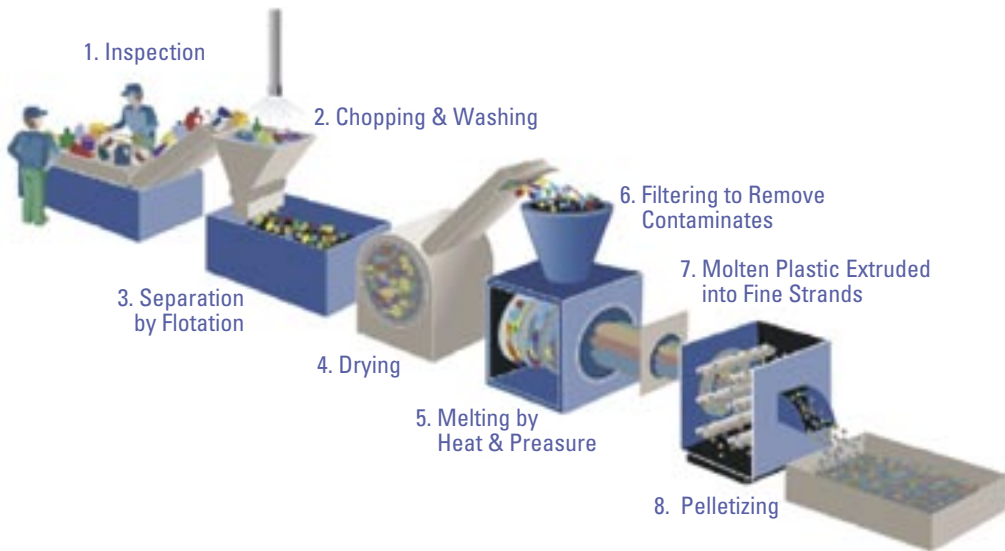 1. Inspection
2. Chopping & Washing
3. Separation
by Flotation
4. Drying
5. Melting by
Heat & Preasure
6. Filtering to Remove
Contaminates
7. Molten Plastic Extruded
into Fine Strands
8. Pelletizing